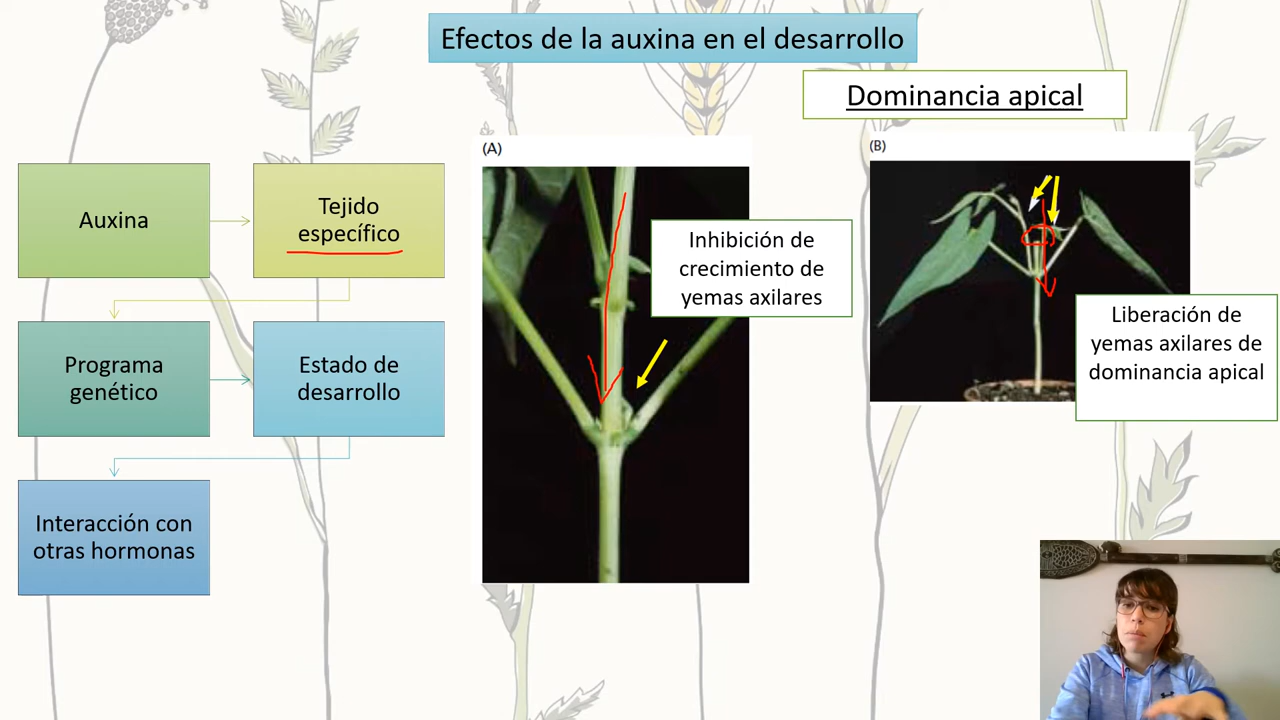 Efectos de la auxina en el desarrollo
Dominancia apical
Auxina
Tejido
específico
Programa
genético
Estado de
desarrollo
Interacción con
otras hormonas
(A)
Inhibición de
crecimiento de
yemas axilares
(B)
Liberación de
yemas axilares de
dominancia apical